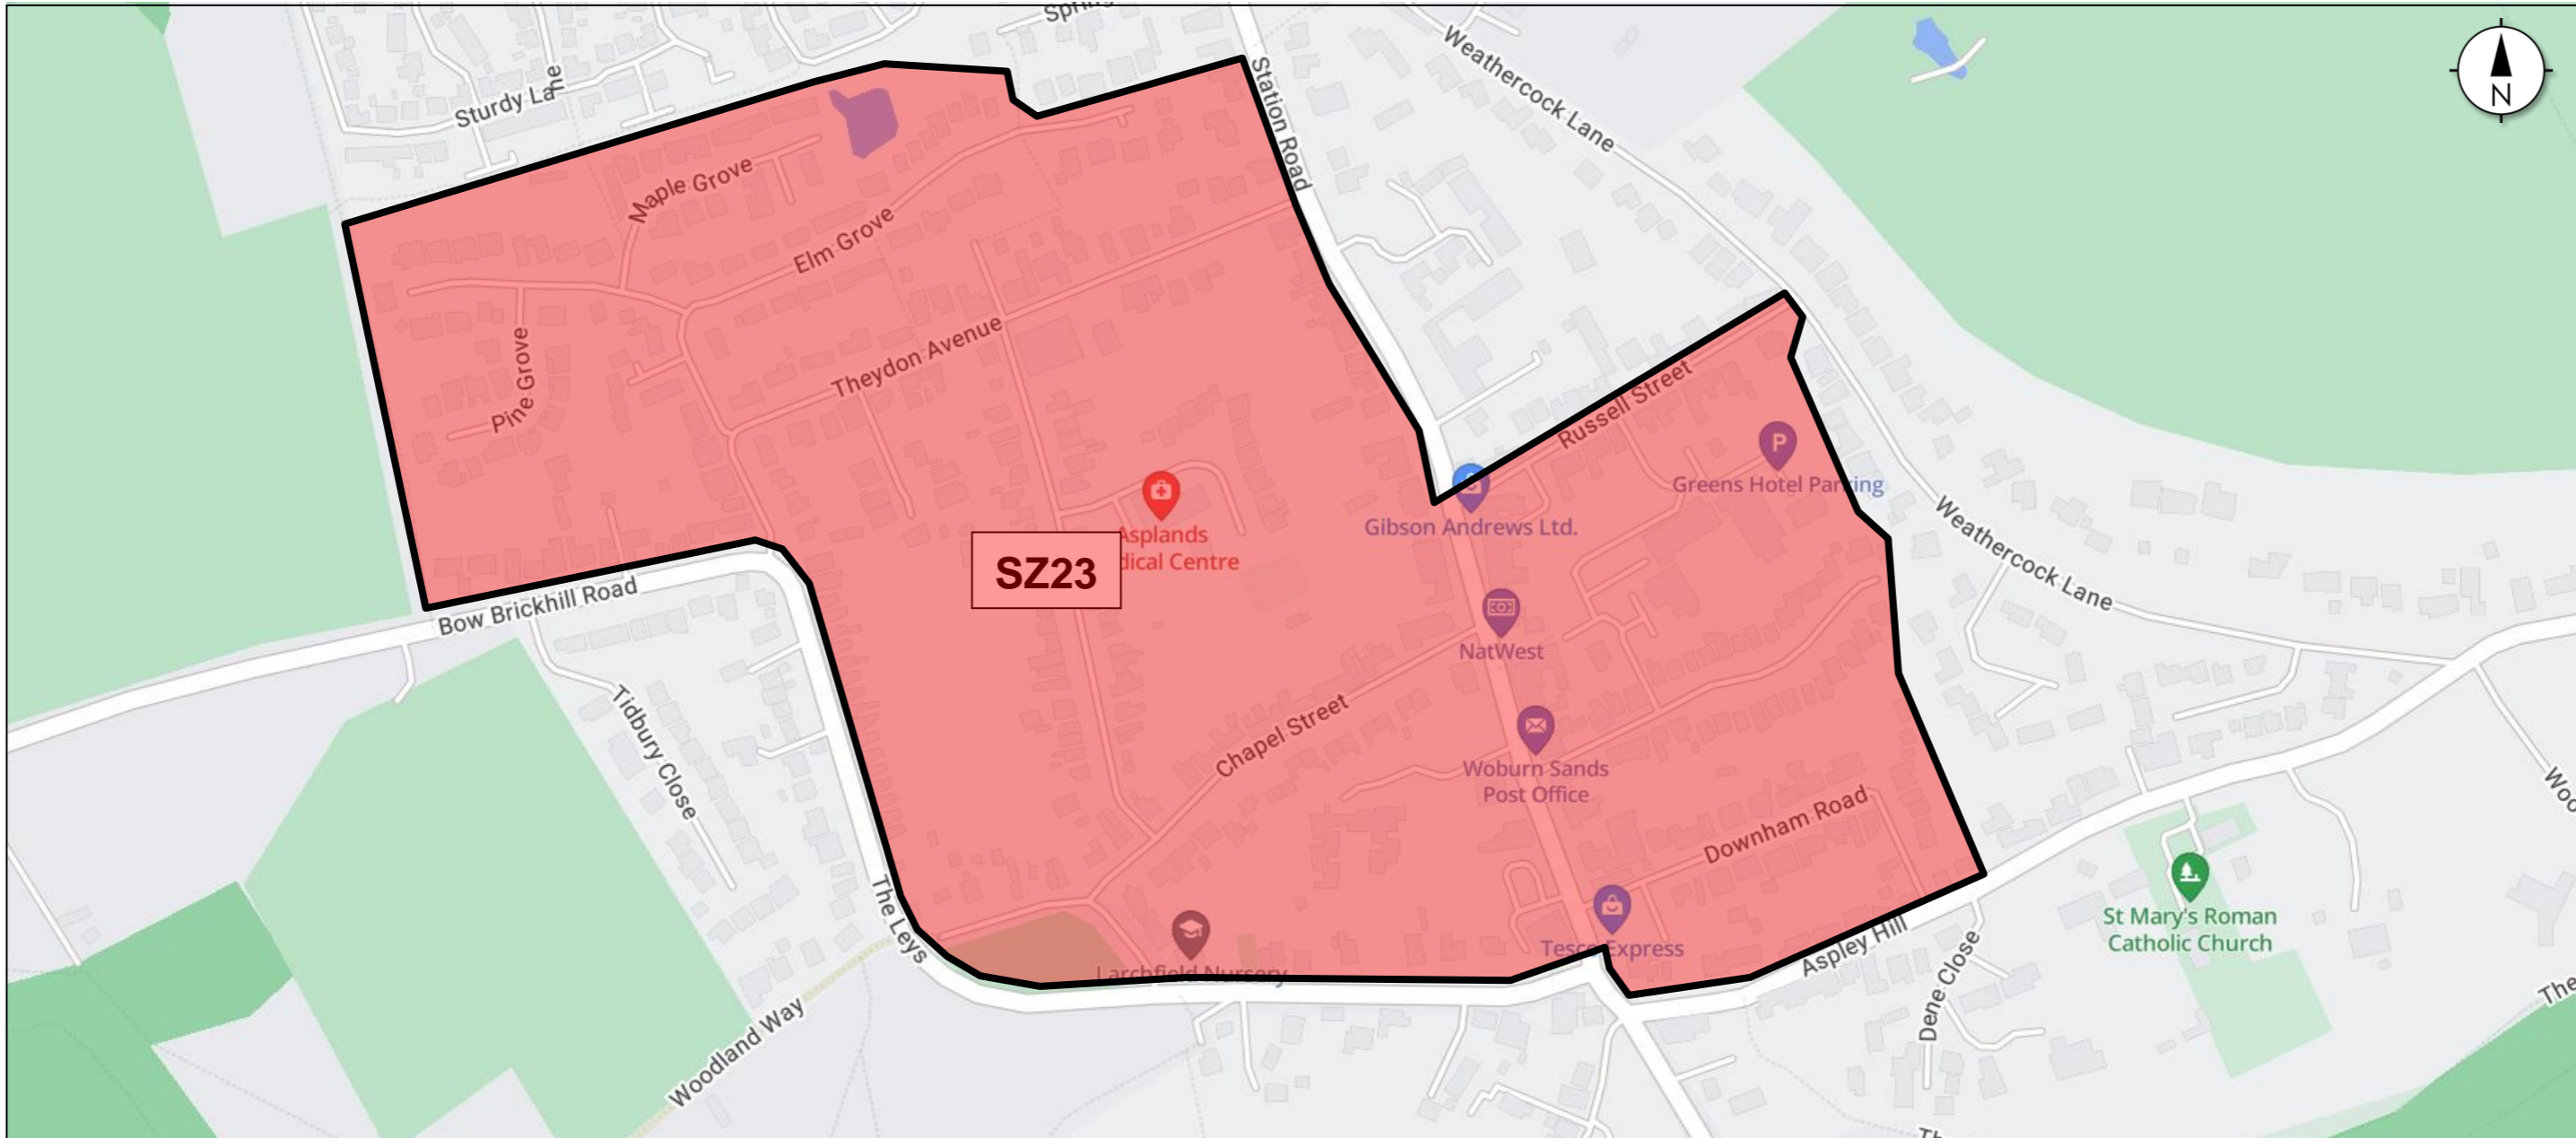 Station Road
Weathercock Lane
Sturdy Lane
N
Maple Grove
Elm Grove
Theydon Avenue
Pine Grove
Russell Street
Greens Hotel Parking
Gibson Andrews Ltd.
Asplands
dical Centre
SZ23
Weathercock Lane
Bow Brickhill Road
NatWest
Tidbury Close
Chapel Street
Woburn Sands
Post Office
Downham Road
The Leys
Tesco Express
Larchfield Nursery
Aspley Hill
Dene Close
St Mary's Roman
Catholic Church
Woodland Way